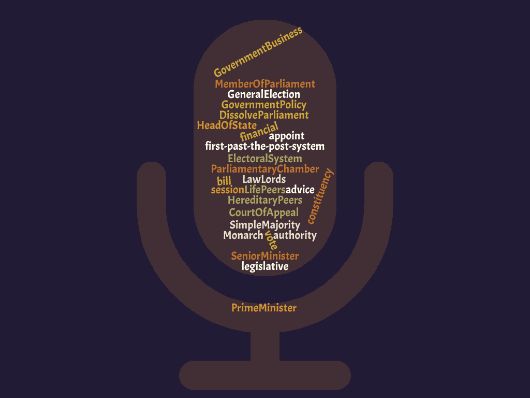 GovernmentBusiness
MemberOfParliament
GeneralElection
GovernmentPolicy
DissolveParliament
HeadOfState
financial appoint
first-past-the-post-system
ElectoralSystem
ParliamentaryChamber
bill LawLords
sessionLifePeersadvice
constituency
HereditaryPeers
CourtOfAppeal
SimpleMajority
Monarch vote authority
SeniorMinister
legislative
PrimeMinister